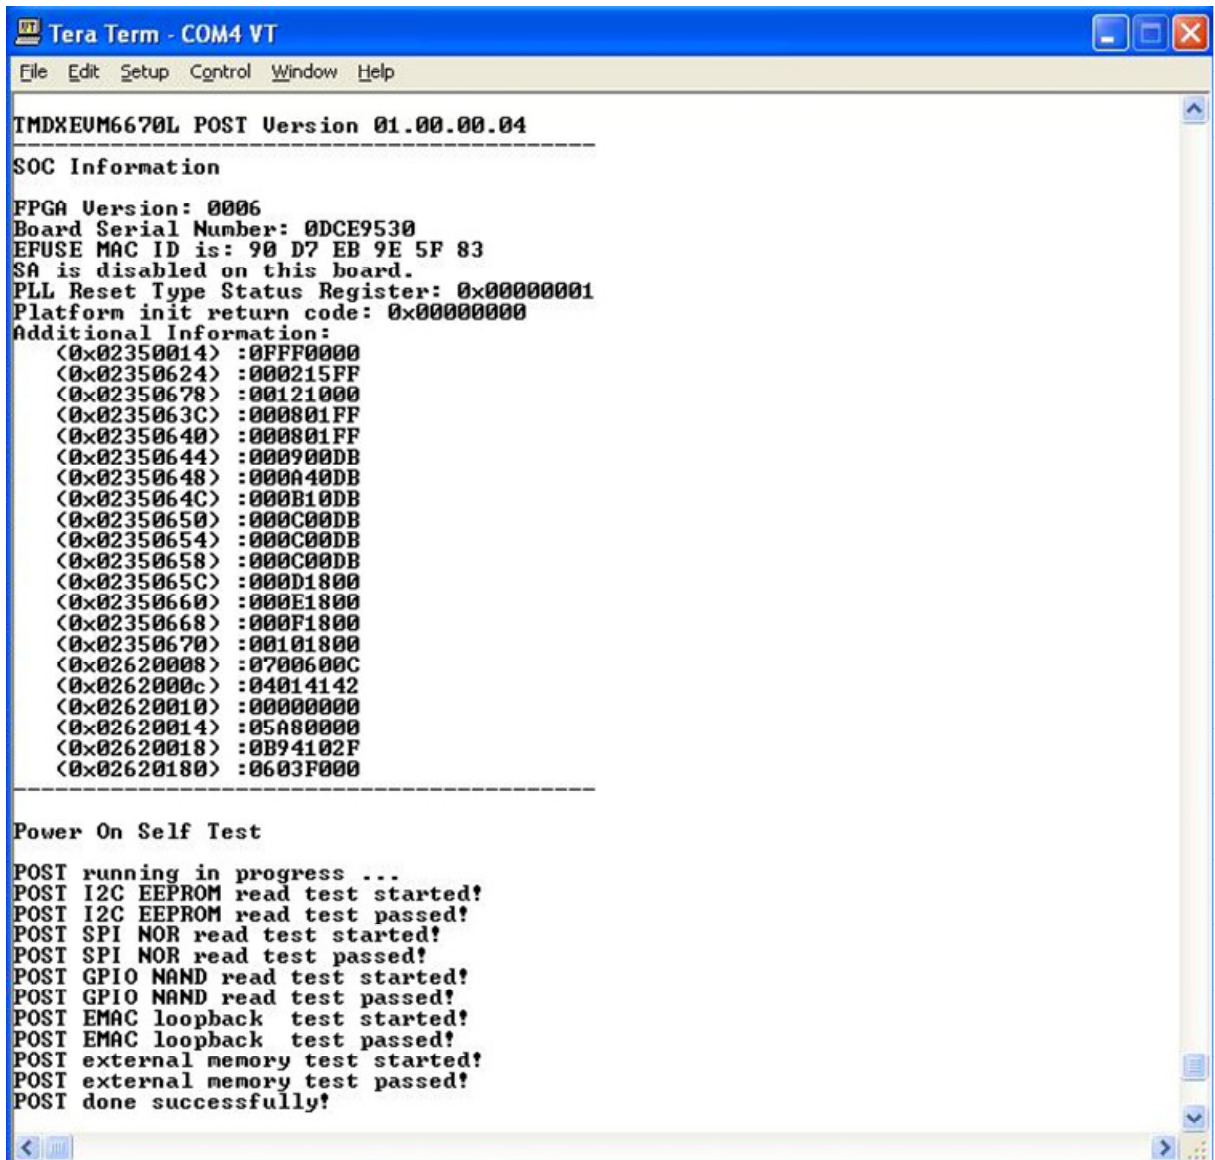 Tera Term - COM4 VT
File Edit Setup Control Window Help
TMDXEVM6670L POST Version 01.00.00.04
------------------------------------------
SOC Information
FPGA Version: 0006
Board Serial Number: 0DCE9530
EFUSE MAC ID is: 90 D7 EB 9E 5F 83
SA is disabled on this board.
PLL Reset Type Status Register: 0x00000001
Platform init return code: 0x00000000
Additional Information:
(0x02350014) :0FFF0000
(0x02350624) :000215FF
(0x02350678) :00121000
(0x0235063C) :000801FF
(0x02350640) :000801FF
(0x02350644) :000900DB
(0x02350648) :000A40DB
(0x0235064C) :000B10DB
(0x02350650) :000C00DB
(0x02350654) :000C00DB
(0x02350658) :000C00DB
(0x0235065C) :000D1800
(0x02350660) :000E1800
(0x02350668) :000F1800
(0x02350670) :00101800
(0x02620008) :0700600C
(0x0262000c) :04014142
(0x02620010) :00000000
(0x02620014) :05A80000
(0x02620018) :0B94102F
(0x02620180) :0603F000
------------------------------------------
Power On Self Test
POST running in progress ...
POST I2C EEPROM read test started!
POST I2C EEPROM read test passed!
POST SPI NOR read test started!
POST SPI NOR read test passed!
POST GPIO NAND read test started!
POST GPIO NAND read test passed!
POST EMAC loopback  test started!
POST EMAC loopback  test passed!
POST external memory test started!
POST external memory test passed!
POST done successfully!